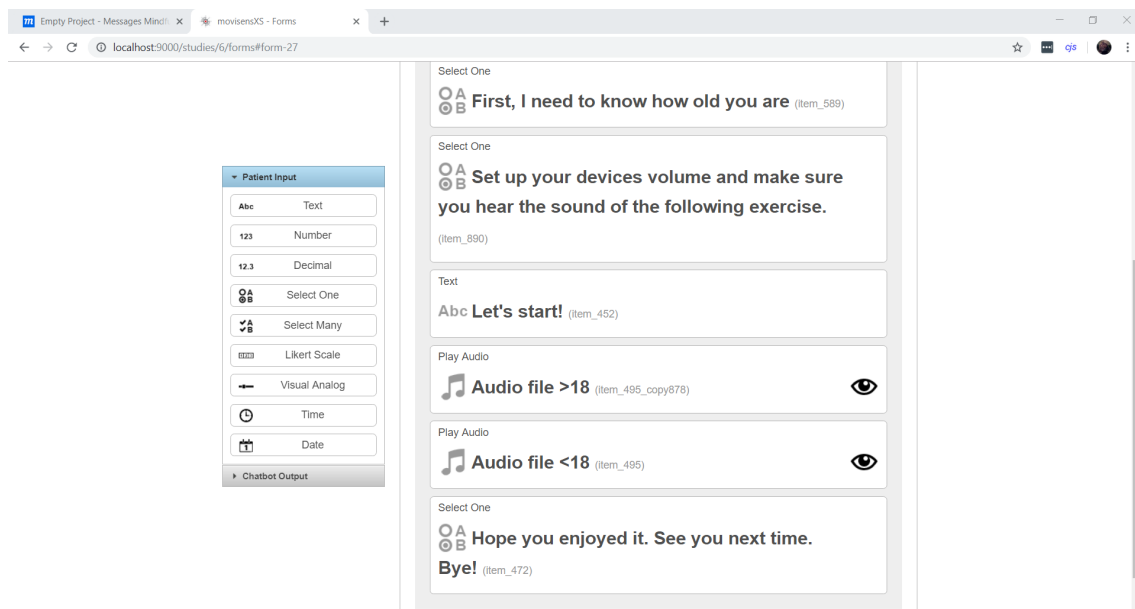 Empty Project - Messages Mindf
movisensXS - Forms
localhost:9000/studies/6/forms#form-27
cjs
Patient Input
Abc Text
123 Number
12.3 Decimal
Select One
Select Many
Likert Scale
Visual Analog
Time
Date
Chatbot Output
Select One
First, I need to know how old you are (item_589)
Select One
Set up your devices volume and make sure
you hear the sound of the following exercise.
(item_890)
Text
Abc Let's start! (item_452)
Play Audio
Audio file >18 (item_495_copy878)
Play Audio
Audio file <18 (item_495)
Select One
Hope you enjoyed it. See you next time.
Bye! (item_472)